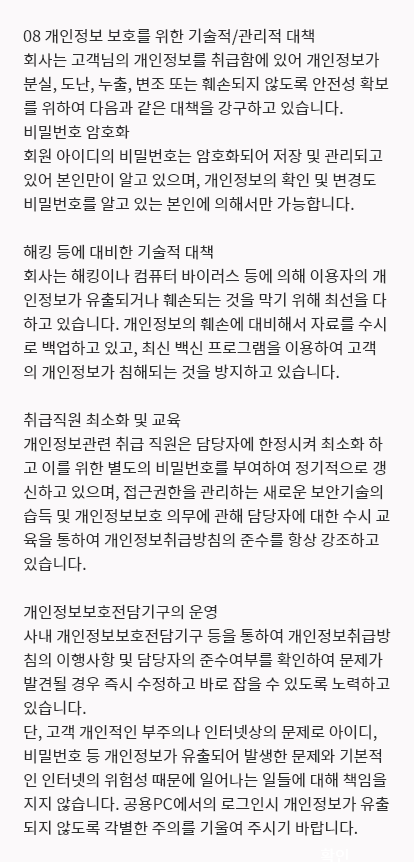 08 개인정보 보호를 위한 기술적/관리적 대책
회사는 고객님의 개인정보를 취급함에 있어 개인정보가
분실, 도난, 누출, 변조 또는 훼손되지 않도록 안전성 확보
를 위하여 다음과 같은 대책을 강구하고 있습니다.
비밀번호 암호화
회원 아이디의 비밀번호는 암호화되어 저장 및 관리되고
있어 본인만이 알고 있으며, 개인정보의 확인 및 변경도
비밀번호를 알고 있는 본인에 의해서만 가능합니다.
해킹 등에 대비한 기술적 대책
회사는 해킹이나 컴퓨터 바이러스 등에 의해 이용자의 개
인정보가 유출되거나 훼손되는 것을 막기 위해 최선을 다
하고 있습니다. 개인정보의 훼손에 대비해서 자료를 수시
로 백업하고 있고, 최신 백신 프로그램을 이용하여 고객
의 개인정보가 침해되는 것을 방지하고 있습니다.
취급직원 최소화 및 교육
개인정보관련 취급 직원은 담당자에 한정시켜 최소화 하
고 이를 위한 별도의 비밀번호를 부여하여 정기적으로 갱
신하고 있으며, 접근권한을 관리하는 새로운 보안기술의
습득 및 개인정보보호 의무에 관해 담당자에 대한 수시 교
육을 통하여 개인정보취급방침의 준수를 항상 강조하고
있습니다.
개인정보보호전담기구의 운영
사내 개인정보보호전담기구 등을 통하여 개인정보취급방
침의 이행사항 및 담당자의 준수여부를 확인하여 문제가
발견될 경우 즉시 수정하고 바로 잡을 수 있도록 노력하고
있습니다.
단, 고객 개인적인 부주의나 인터넷상의 문제로 아이디,
비밀번호 등 개인정보가 유출되어 발생한 문제와 기본적
인 인터넷의 위험성 때문에 일어나는 일들에 대해 책임을
지지 않습니다. 공용PC에서의 로그인시 개인정보가 유출
되지 않도록 각별한 주의를 기울여 주시기 바랍니다.